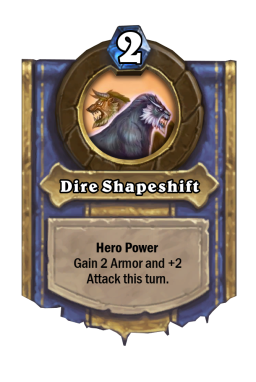 2
Dire Shapeshift
Hero Power
Gain 2 Armor and +2
Attack this turn.